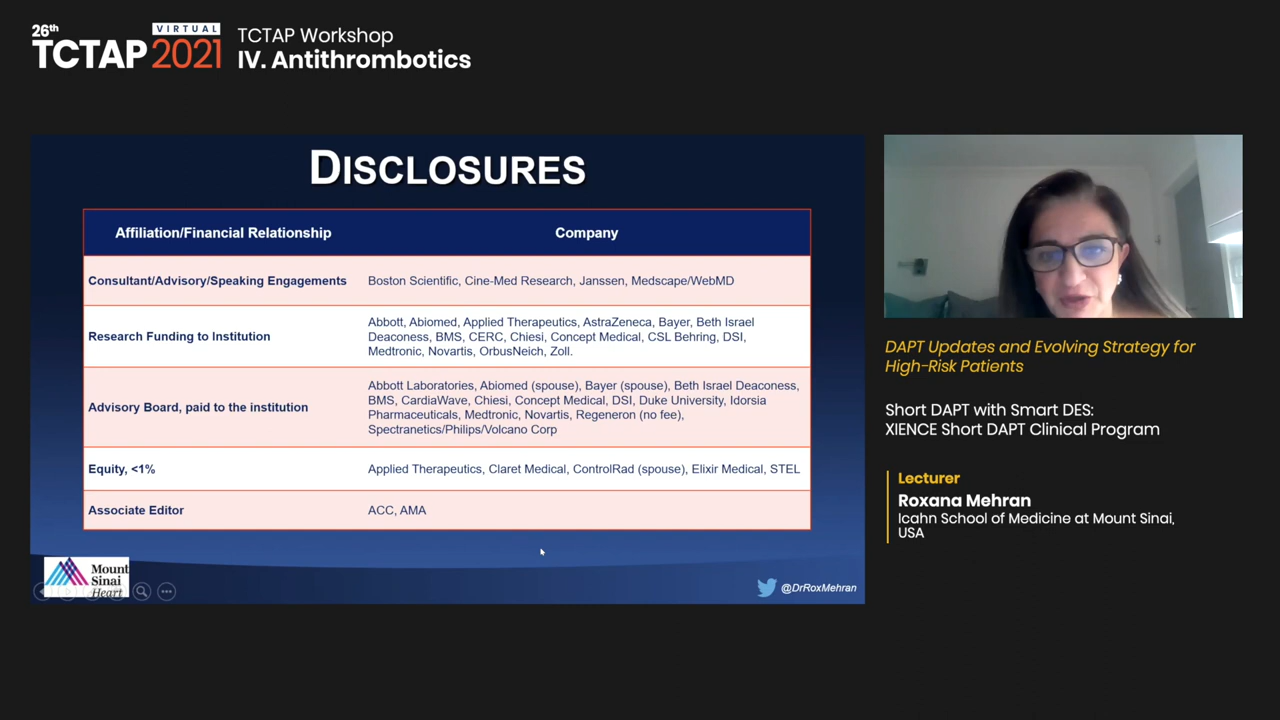 26th
VIRTUAL
TCTAP 2021
TCTAP Workshop
IV. Antithrombotics
DISCLOSURES
Affiliation/Financial Relationship
Company
Consultant/Advisory/Speaking Engagements
Boston Scientific, Cine-Med Research, Janssen, Medscape/WebMD
Research Funding to Institution
Abbott, Abiomed, Applied Therapeutics, AstraZeneca, Bayer, Beth Israel
Deaconess, BMS, CERC, Chiesi, Concept Medical, CSL Behring, DSI,
Medtronic, Novartis, OrbusNeich, Zoll.
Advisory Board, paid to the institution
Abbott Laboratories, Abiomed (spouse), Bayer (spouse), Beth Israel Deaconess,
BMS, CardiaWave, Chiesi, Concept Medical, DSI, Duke University, Idorsia
Pharmaceuticals, Medtronic, Novartis, Regeneron (no fee),
Spectranetics/Philips/Volcano Corp
Equity, <1%
Applied Therapeutics, Claret Medical, ControlRad (spouse), Elixir Medical, STEL
Associate Editor
ACC, AMA
Mount
Sinai
Heart
@DrRoxMehran
DAPT Updates and Evolving Strategy for
High-Risk Patients
Short DAPT with Smart DES:
XIENCE Short DAPT Clinical Program
Lecturer
Roxana Mehran
Icahn School of Medicine at Mount Sinai,
USA